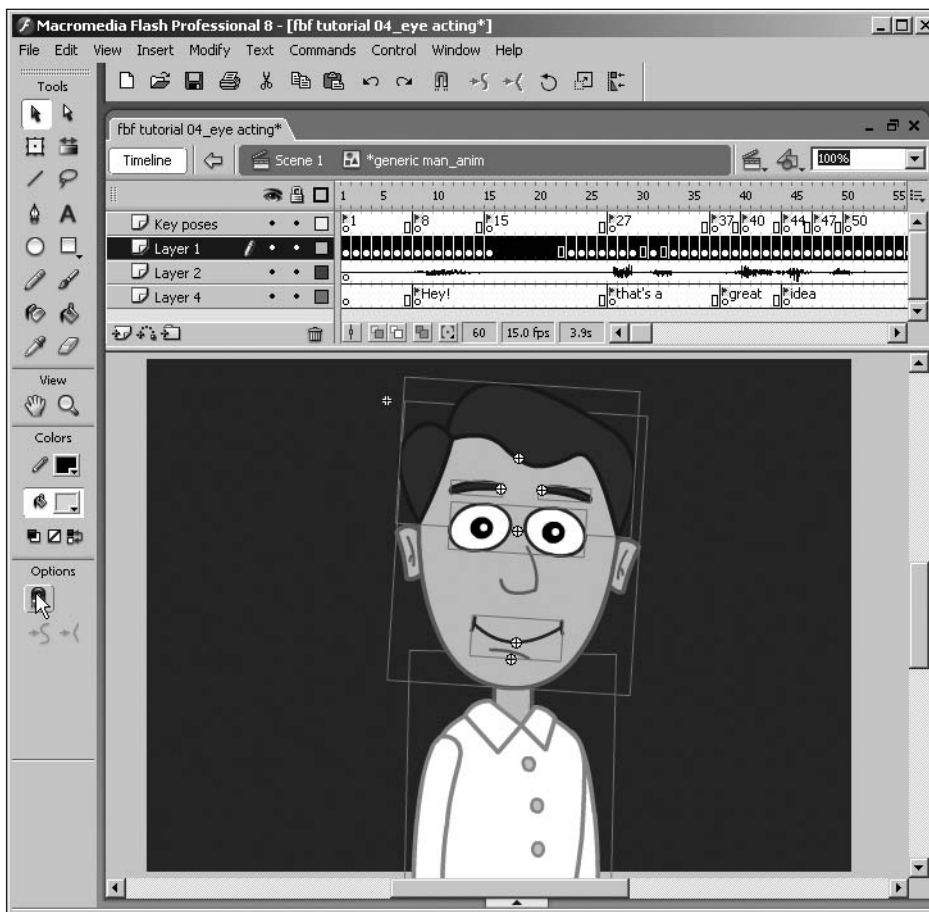 Macromedia Flash Professional 8 - [fbf tutorial 04_eye acting*]
File Edit View Insert Modify Text Commands Control Window Help
Tools
fbf tutorial 04_eye acting*
Timeline Scene 1 *generic man_anim 100%
1 5 10 15 20 25 30 35 40 45 50 55
Key poses 1 8 15 27 37 40 44 47 50
Layer 1
Layer 2
Layer 4 Hey! that's a great idea
60 15.0 fps 3.9s
View
Colors
Options